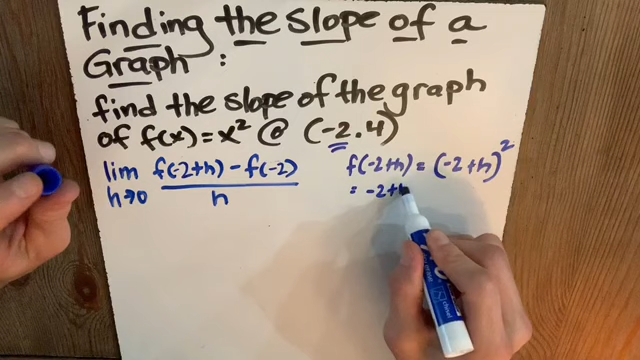 Finding the slope of a
Graph :
find the slope of the graph
of f(x) = x² @ (-2.4)
lim f(-2+h) - f(-2)
h→0 h
f(-2+h) = (-2+h)²
= -2+h